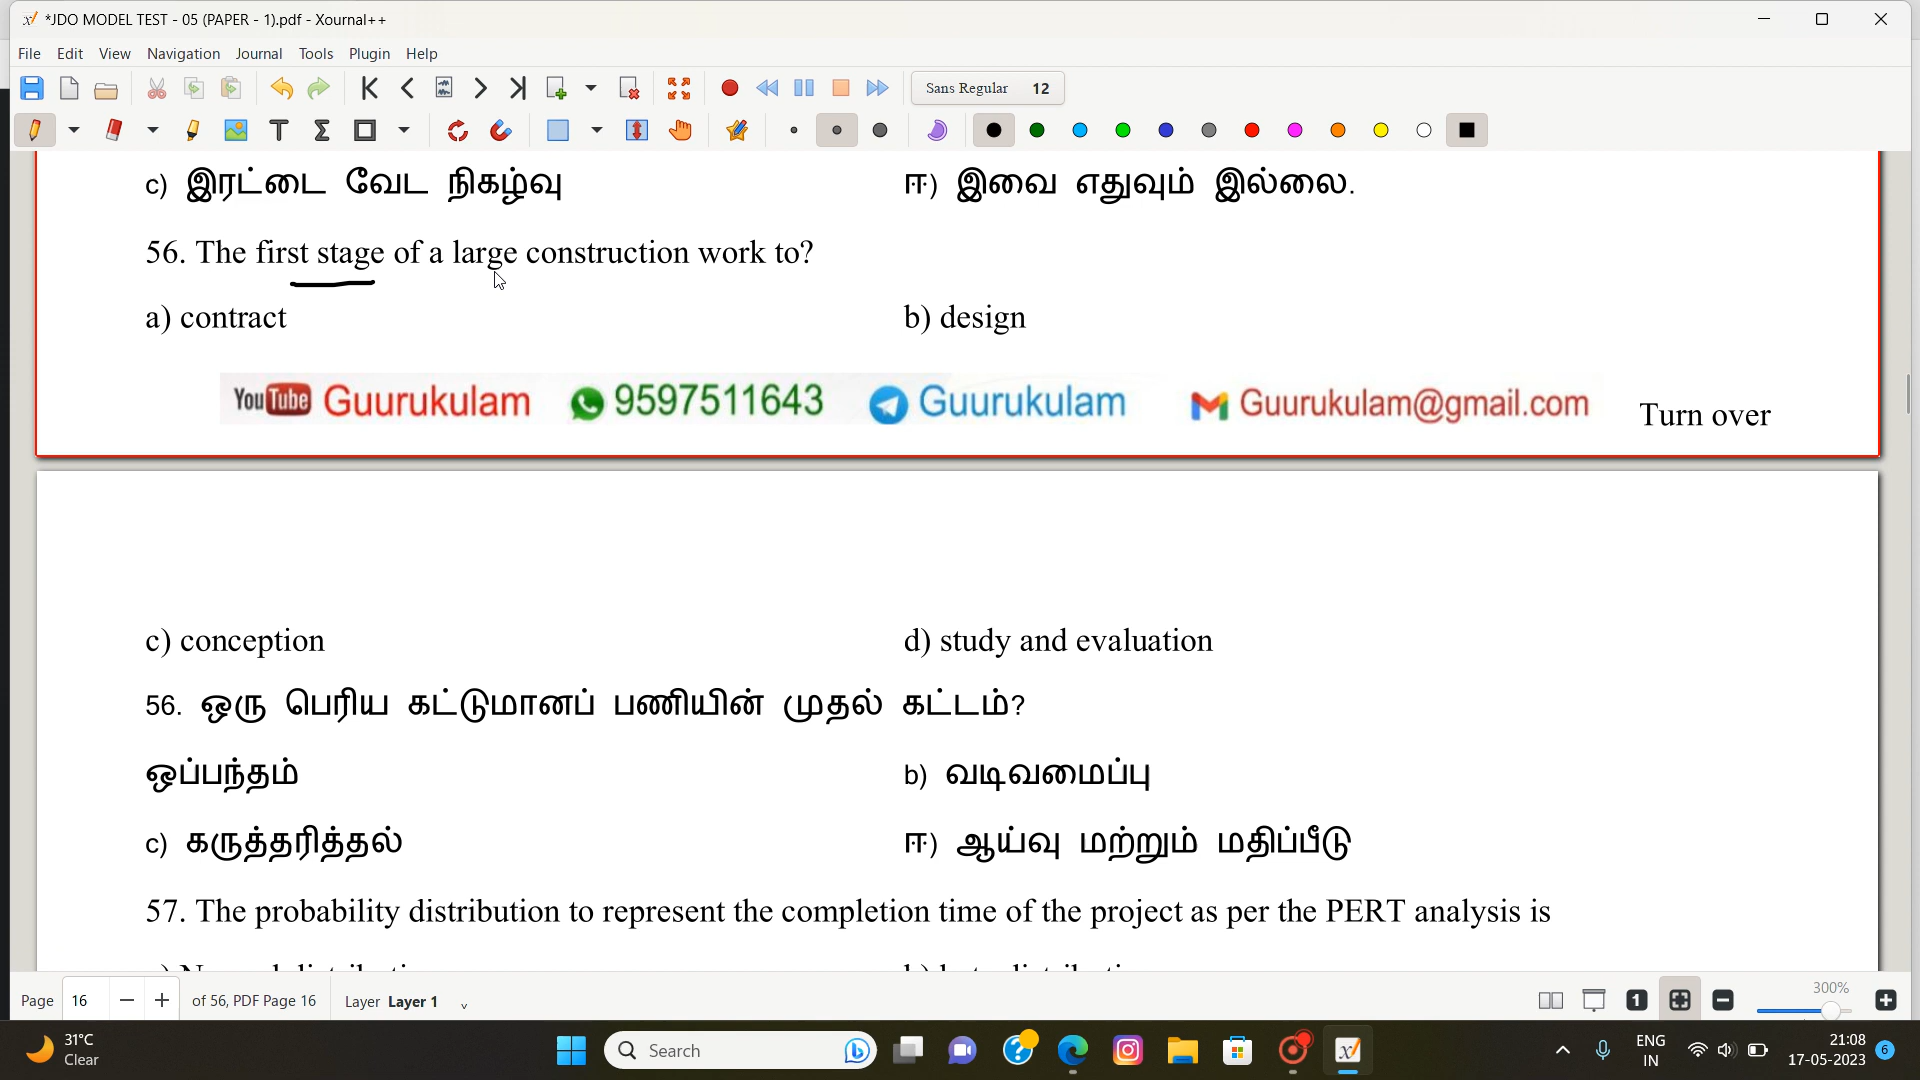 *JDO MODEL TEST - 05 (PAPER - 1).pdf - Xournal++
File Edit View Navigation Journal Tools Plugin Help
Sans Regular 12
c) இரட்டை வேட நிகழ்வு ஈ) இவை எதுவும் இல்லை.
56. The first stage of a large construction work to?
a) contract b) design
YouTube Guurukulam 9597511643 Guurukulam Guurukulam@gmail.com Turn over
c) conception d) study and evaluation
56. ஒரு பெரிய கட்டுமானப் பணியின் முதல் கட்டம்?
ஒப்பந்தம் b) வடிவமைப்பு
c) கருத்தரித்தல் ஈ) ஆய்வு மற்றும் மதிப்பீடு
57. The probability distribution to represent the completion time of the project as per the PERT analysis is
Page 16 of 56, PDF Page 16 Layer Layer 1 300%
31°C
Clear
Search
ENG
IN
21:08
17-05-2023 6